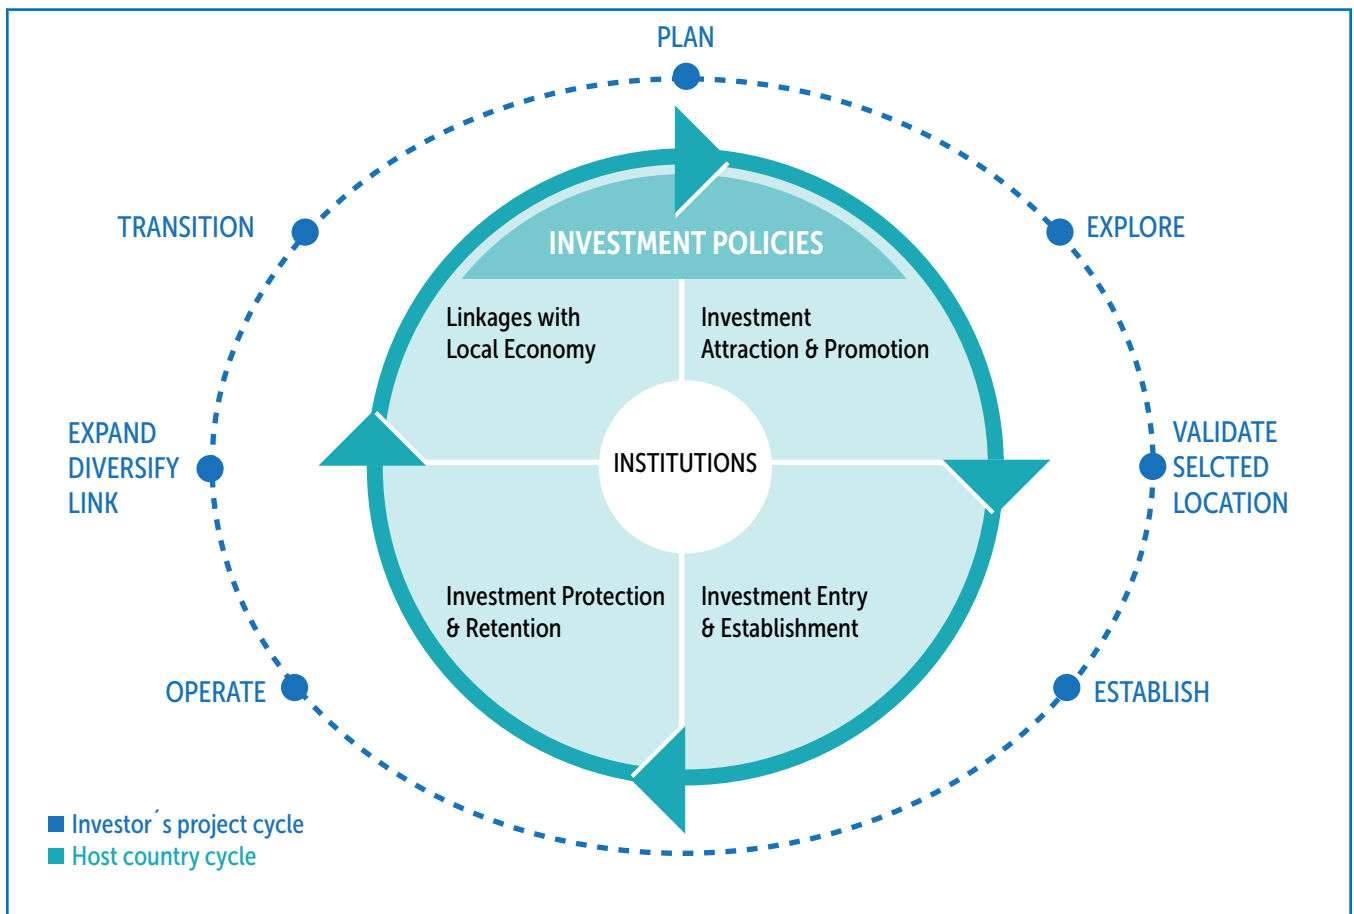 PLAN
TRANSITION
EXPLORE
INVESTMENT POLICIES
Linkages with
Local Economy
Investment
Attraction & Promotion
EXPAND
DIVERSIFY
LINK
INSTITUTIONS
VALIDATE
SELCTED
LOCATION
Investment Protection
& Retention
Investment Entry
& Establishment
OPERATE
ESTABLISH
Investor´s project cycle
Host country cycle